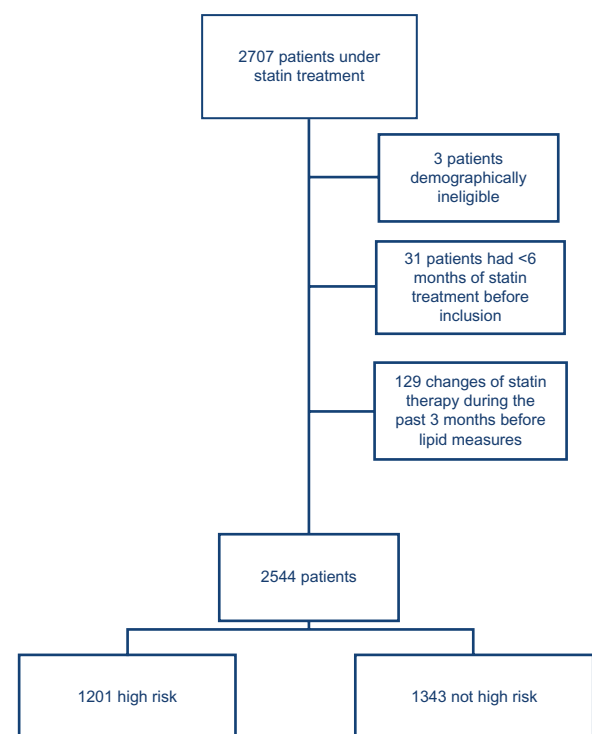 2707 patients under
statin treatment
3 patients
demographically
ineligible
31 patients had <6
months of statin
treatment before
inclusion
129 changes of statin
therapy during the
past 3 months before
lipid measures
2544 patients
1201 high risk
1343 not high risk